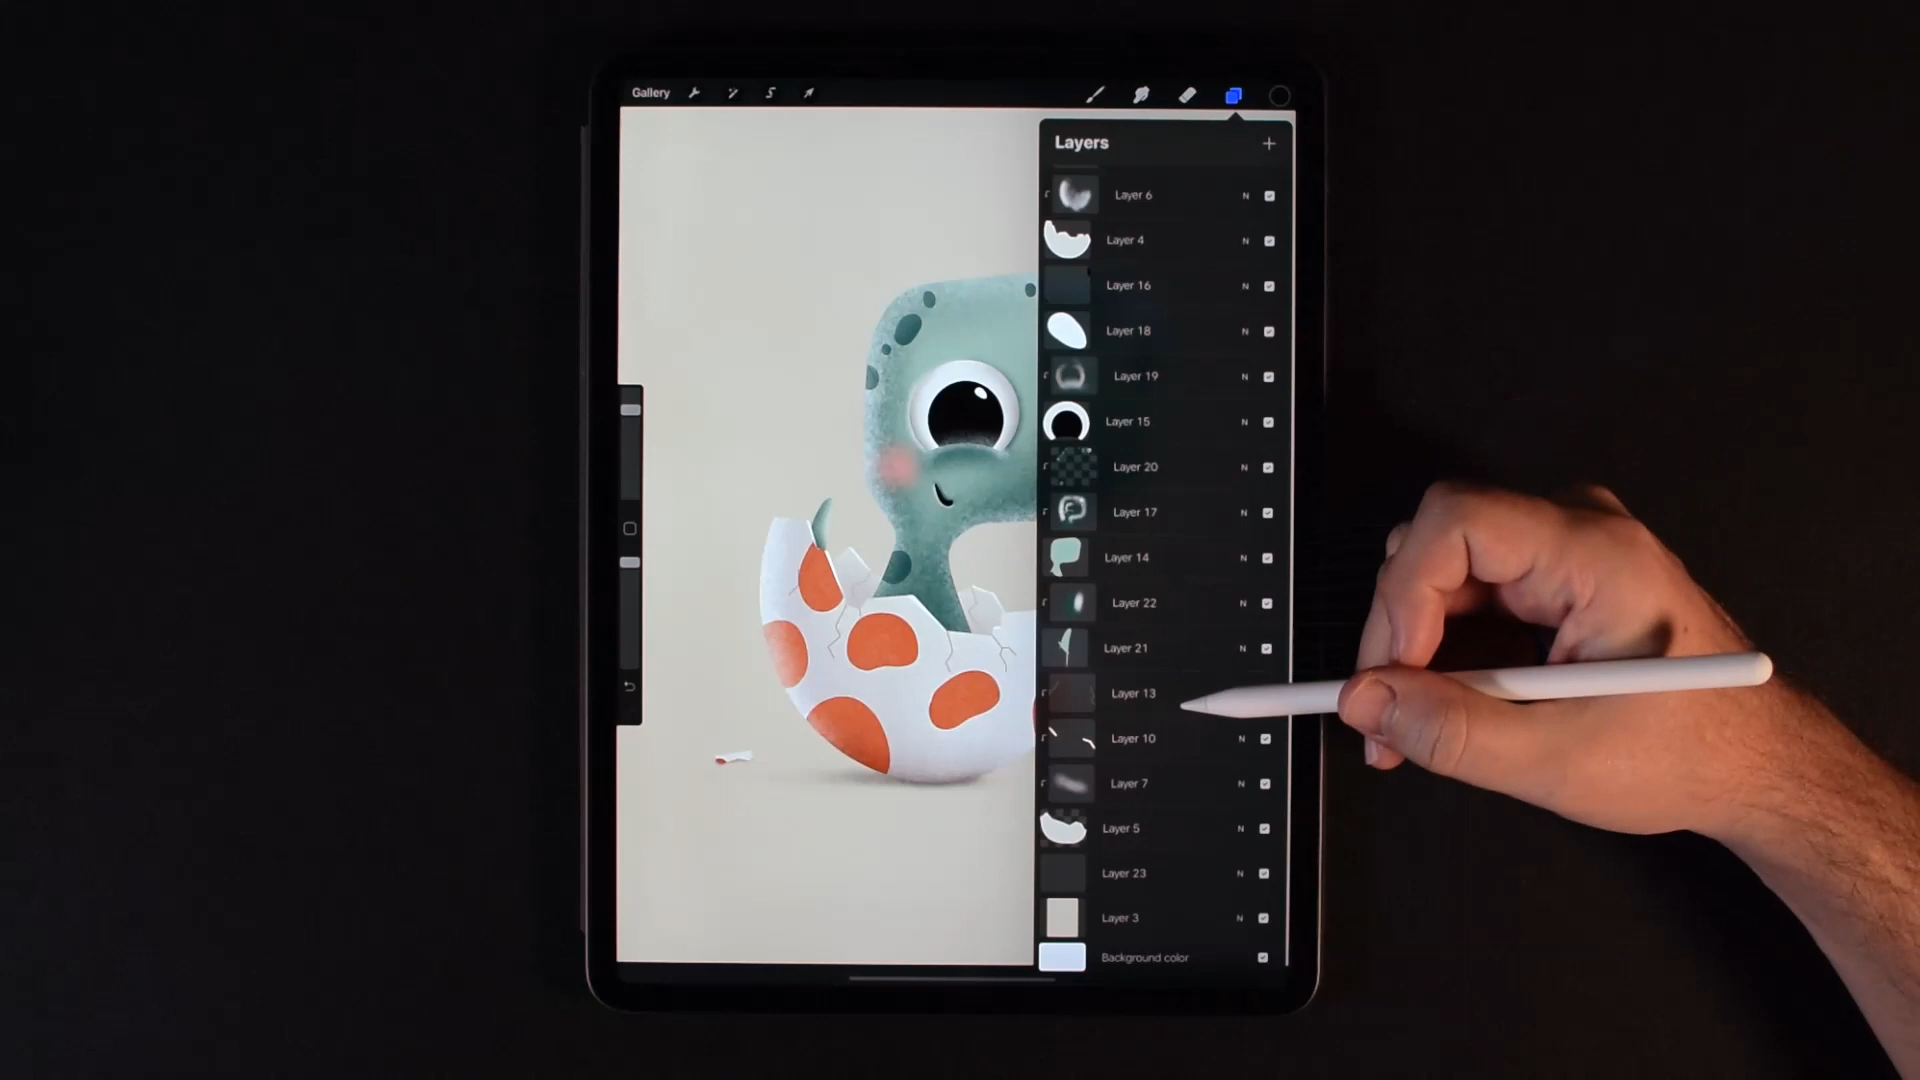 Gallery
Layers
Layer 6 N
Layer 4 N
Layer 16 N
Layer 18 N
Layer 19 N
Layer 15 N
Layer 20 N
Layer 17 N
Layer 14 N
Layer 22 N
Layer 21 N
Layer 13
Layer 10 N
Layer 7 N
Layer 5 N
Layer 23 N
Layer 3 N
Background color